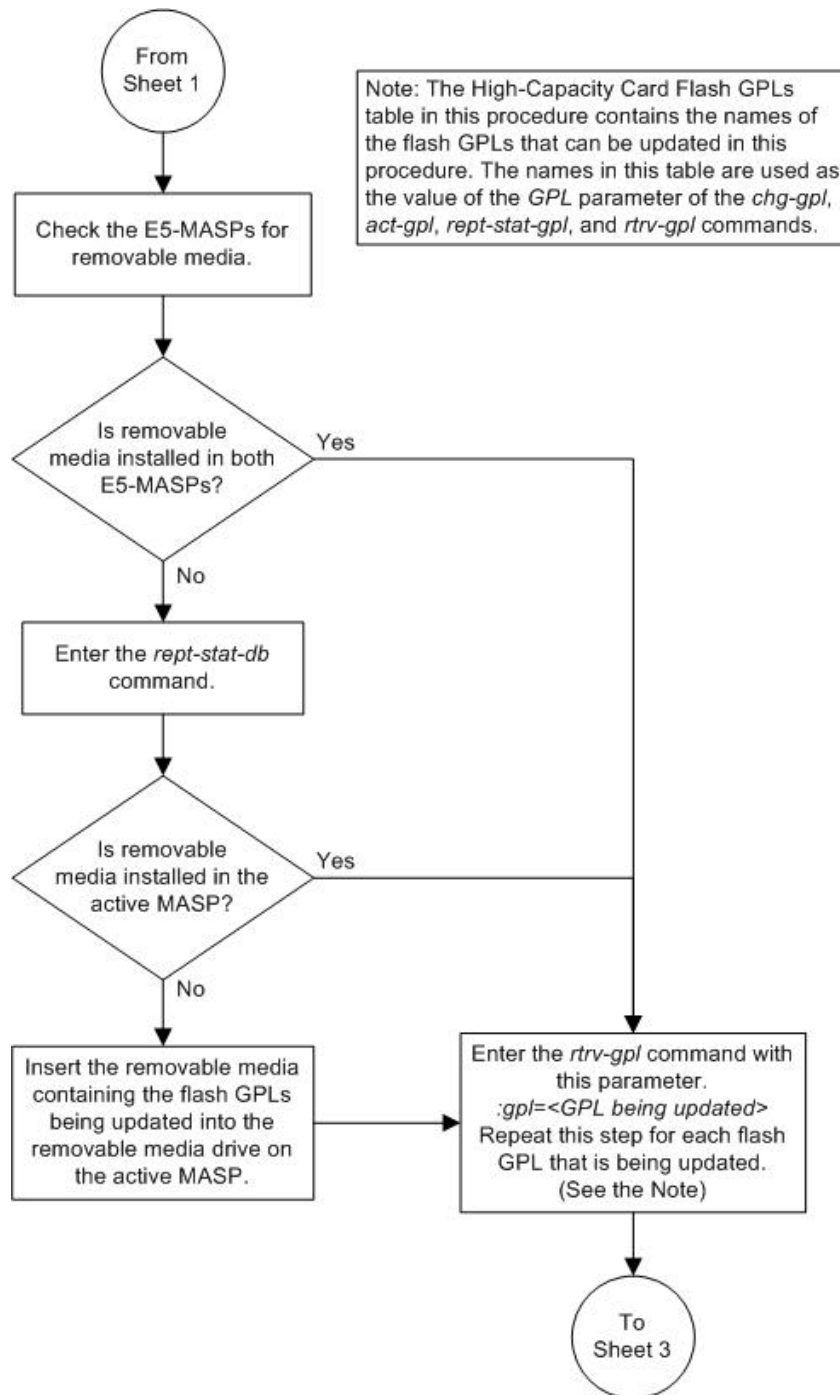 From
Sheet 1
Note: The High-Capacity Card Flash GPLs
table in this procedure contains the names of
the flash GPLs that can be updated in this
procedure. The names in this table are used as
the value of the GPL parameter of the chg-gpl,
act-gpl, rept-stat-gpl, and rtrv-gpl commands.
Check the E5-MASPs for
removable media.
Is removable
media installed in both
E5-MASPs?
Yes
No
Enter the rept-stat-db
command.
Is removable
media installed in the
active MASP?
Yes
No
Insert the removable media
containing the flash GPLs
being updated into the
removable media drive on
the active MASP.
Enter the rtrv-gpl command with
this parameter.
:gpl=<GPL being updated>
Repeat this step for each flash
GPL that is being updated.
(See the Note)
To
Sheet 3